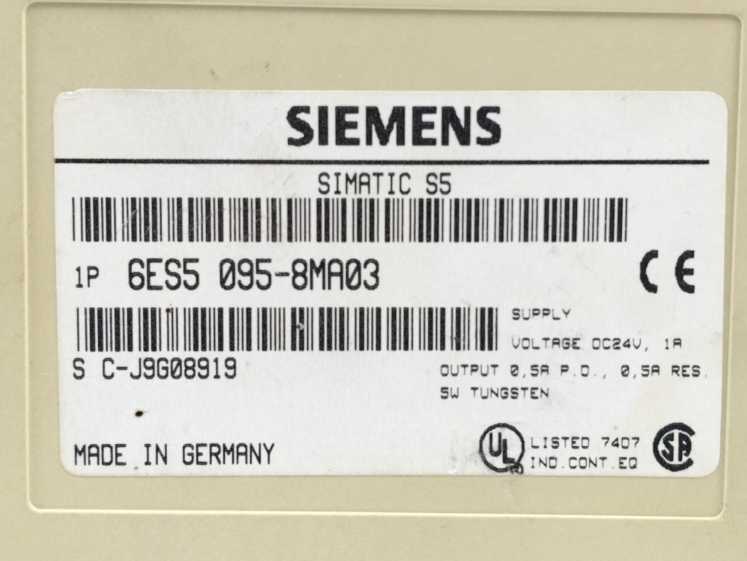 SIEMENS
SIMATIC S5
1P 6ES5 095-8MA03
CE
SUPPLY
VOLTAGE DC24V, 1A
S C-J9G08919
OUTPUT 0,5A P.D., 0,5A RES.
5W TUNGSTEN
MADE IN GERMANY
UL
LISTED 7407
IND.CONT.EQ
SA